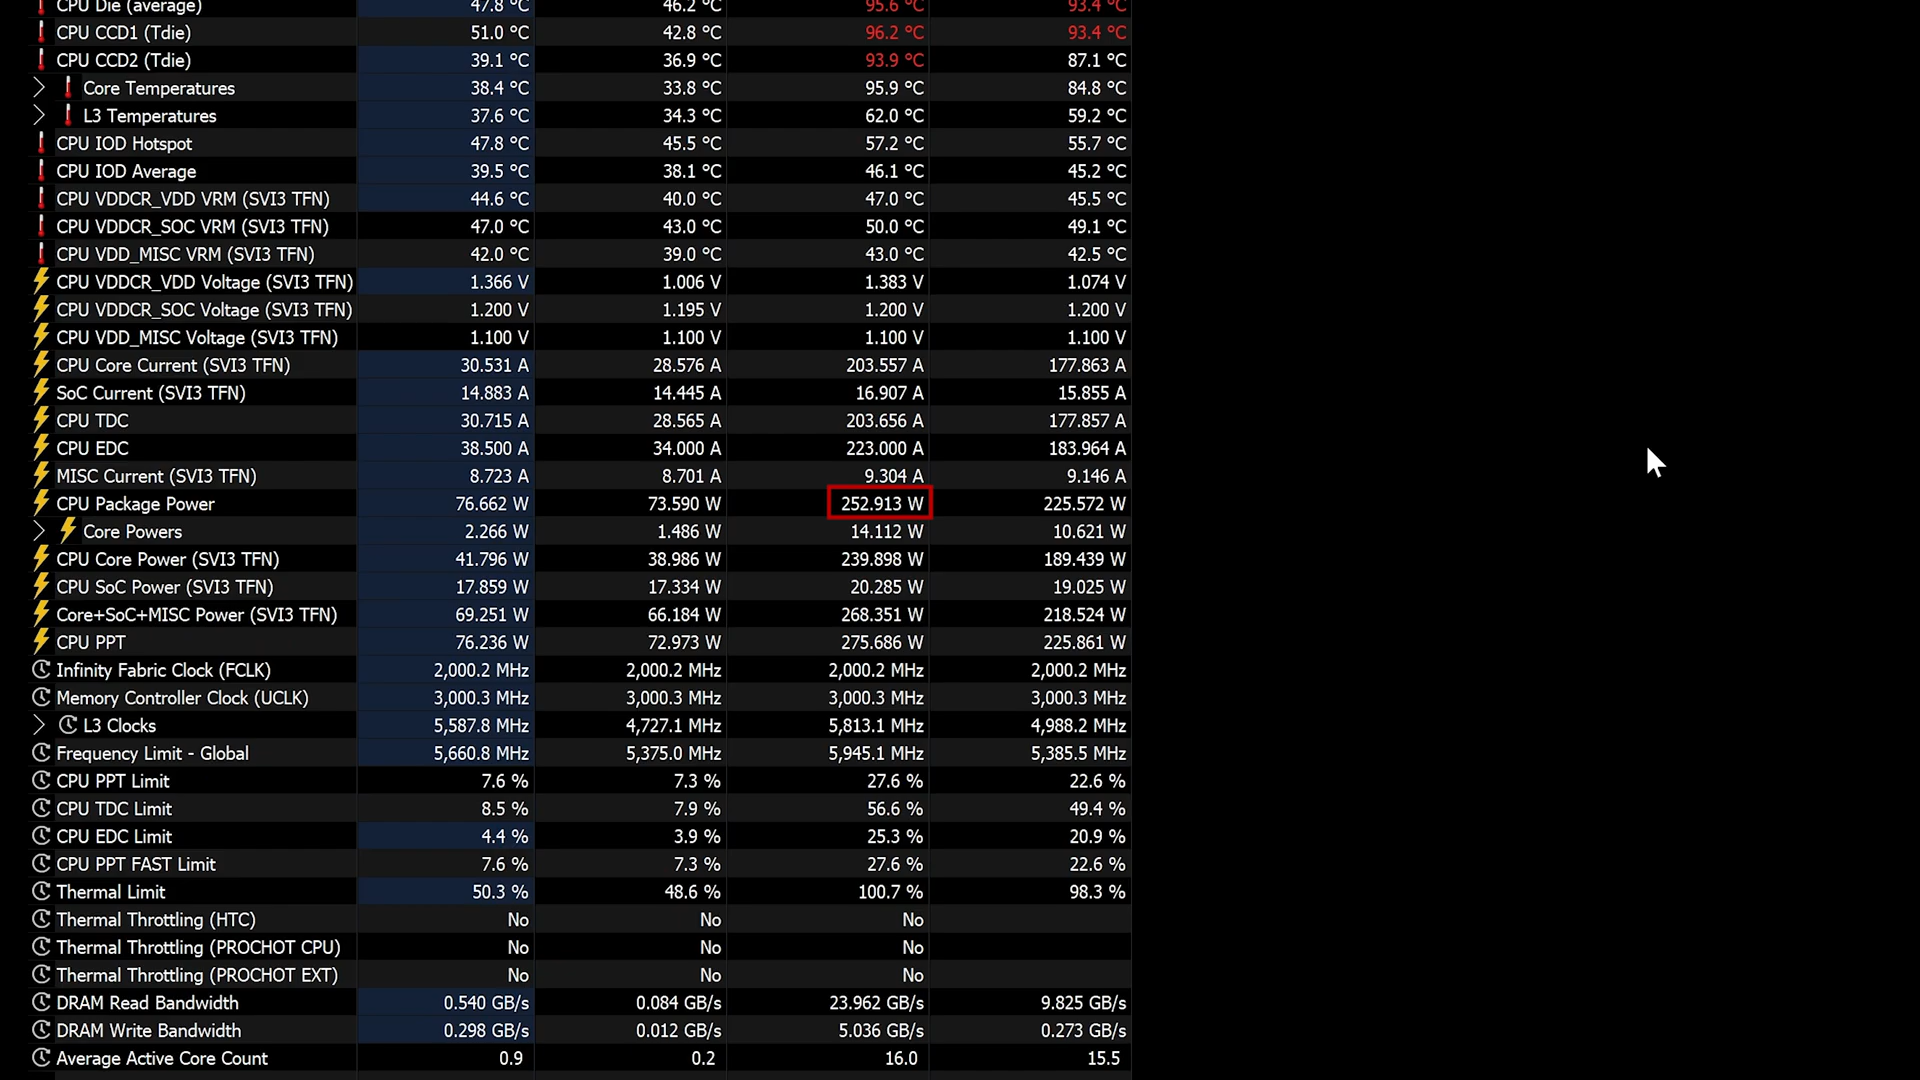 CPU Die (average) 47.8 °C 46.2 °C 95.6 °C 93.4 °C
CPU CCD1 (Tdie) 51.0 °C 42.8 °C 96.2 °C 93.4 °C
CPU CCD2 (Tdie) 39.1 °C 36.9 °C 93.9 °C 87.1 °C
Core Temperatures 38.4 °C 33.8 °C 95.9 °C 84.8 °C
L3 Temperatures 37.6 °C 34.3 °C 62.0 °C 59.2 °C
CPU IOD Hotspot 47.8 °C 45.5 °C 57.2 °C 55.7 °C
CPU IOD Average 39.5 °C 38.1 °C 46.1 °C 45.2 °C
CPU VDDCR_VDD VRM (SVI3 TFN) 44.6 °C 40.0 °C 47.0 °C 45.5 °C
CPU VDDCR_SOC VRM (SVI3 TFN) 47.0 °C 43.0 °C 50.0 °C 49.1 °C
CPU VDD_MISC VRM (SVI3 TFN) 42.0 °C 39.0 °C 43.0 °C 42.5 °C
CPU VDDCR_VDD Voltage (SVI3 TFN) 1.366 V 1.006 V 1.383 V 1.074 V
CPU VDDCR_SOC Voltage (SVI3 TFN) 1.200 V 1.195 V 1.200 V 1.200 V
CPU VDD_MISC Voltage (SVI3 TFN) 1.100 V 1.100 V 1.100 V 1.100 V
CPU Core Current (SVI3 TFN) 30.531 A 28.576 A 203.557 A 177.863 A
SoC Current (SVI3 TFN) 14.883 A 14.445 A 16.907 A 15.855 A
CPU TDC 30.715 A 28.565 A 203.656 A 177.857 A
CPU EDC 38.500 A 34.000 A 223.000 A 183.964 A
MISC Current (SVI3 TFN) 8.723 A 8.701 A 9.304 A 9.146 A
CPU Package Power 76.662 W 73.590 W 252.913 W 225.572 W
Core Powers 2.266 W 1.486 W 14.112 W 10.621 W
CPU Core Power (SVI3 TFN) 41.796 W 38.986 W 239.898 W 189.439 W
CPU SoC Power (SVI3 TFN) 17.859 W 17.334 W 20.285 W 19.025 W
Core+SoC+MISC Power (SVI3 TFN) 69.251 W 66.184 W 268.351 W 218.524 W
CPU PPT 76.236 W 72.973 W 275.686 W 225.861 W
Infinity Fabric Clock (FCLK) 2,000.2 MHz 2,000.2 MHz 2,000.2 MHz 2,000.2 MHz
Memory Controller Clock (UCLK) 3,000.3 MHz 3,000.3 MHz 3,000.3 MHz 3,000.3 MHz
L3 Clocks 5,587.8 MHz 4,727.1 MHz 5,813.1 MHz 4,988.2 MHz
Frequency Limit - Global 5,660.8 MHz 5,375.0 MHz 5,945.1 MHz 5,385.5 MHz
CPU PPT Limit 7.6 % 7.3 % 27.6 % 22.6 %
CPU TDC Limit 8.5 % 7.9 % 56.6 % 49.4 %
CPU EDC Limit 4.4 % 3.9 % 25.3 % 20.9 %
CPU PPT FAST Limit 7.6 % 7.3 % 27.6 % 22.6 %
Thermal Limit 50.3 % 48.6 % 100.7 % 98.3 %
Thermal Throttling (HTC) No No No
Thermal Throttling (PROCHOT CPU) No No No
Thermal Throttling (PROCHOT EXT) No No No
DRAM Read Bandwidth 0.540 GB/s 0.084 GB/s 23.962 GB/s 9.825 GB/s
DRAM Write Bandwidth 0.298 GB/s 0.012 GB/s 5.036 GB/s 0.273 GB/s
Average Active Core Count 0.9 0.2 16.0 15.5